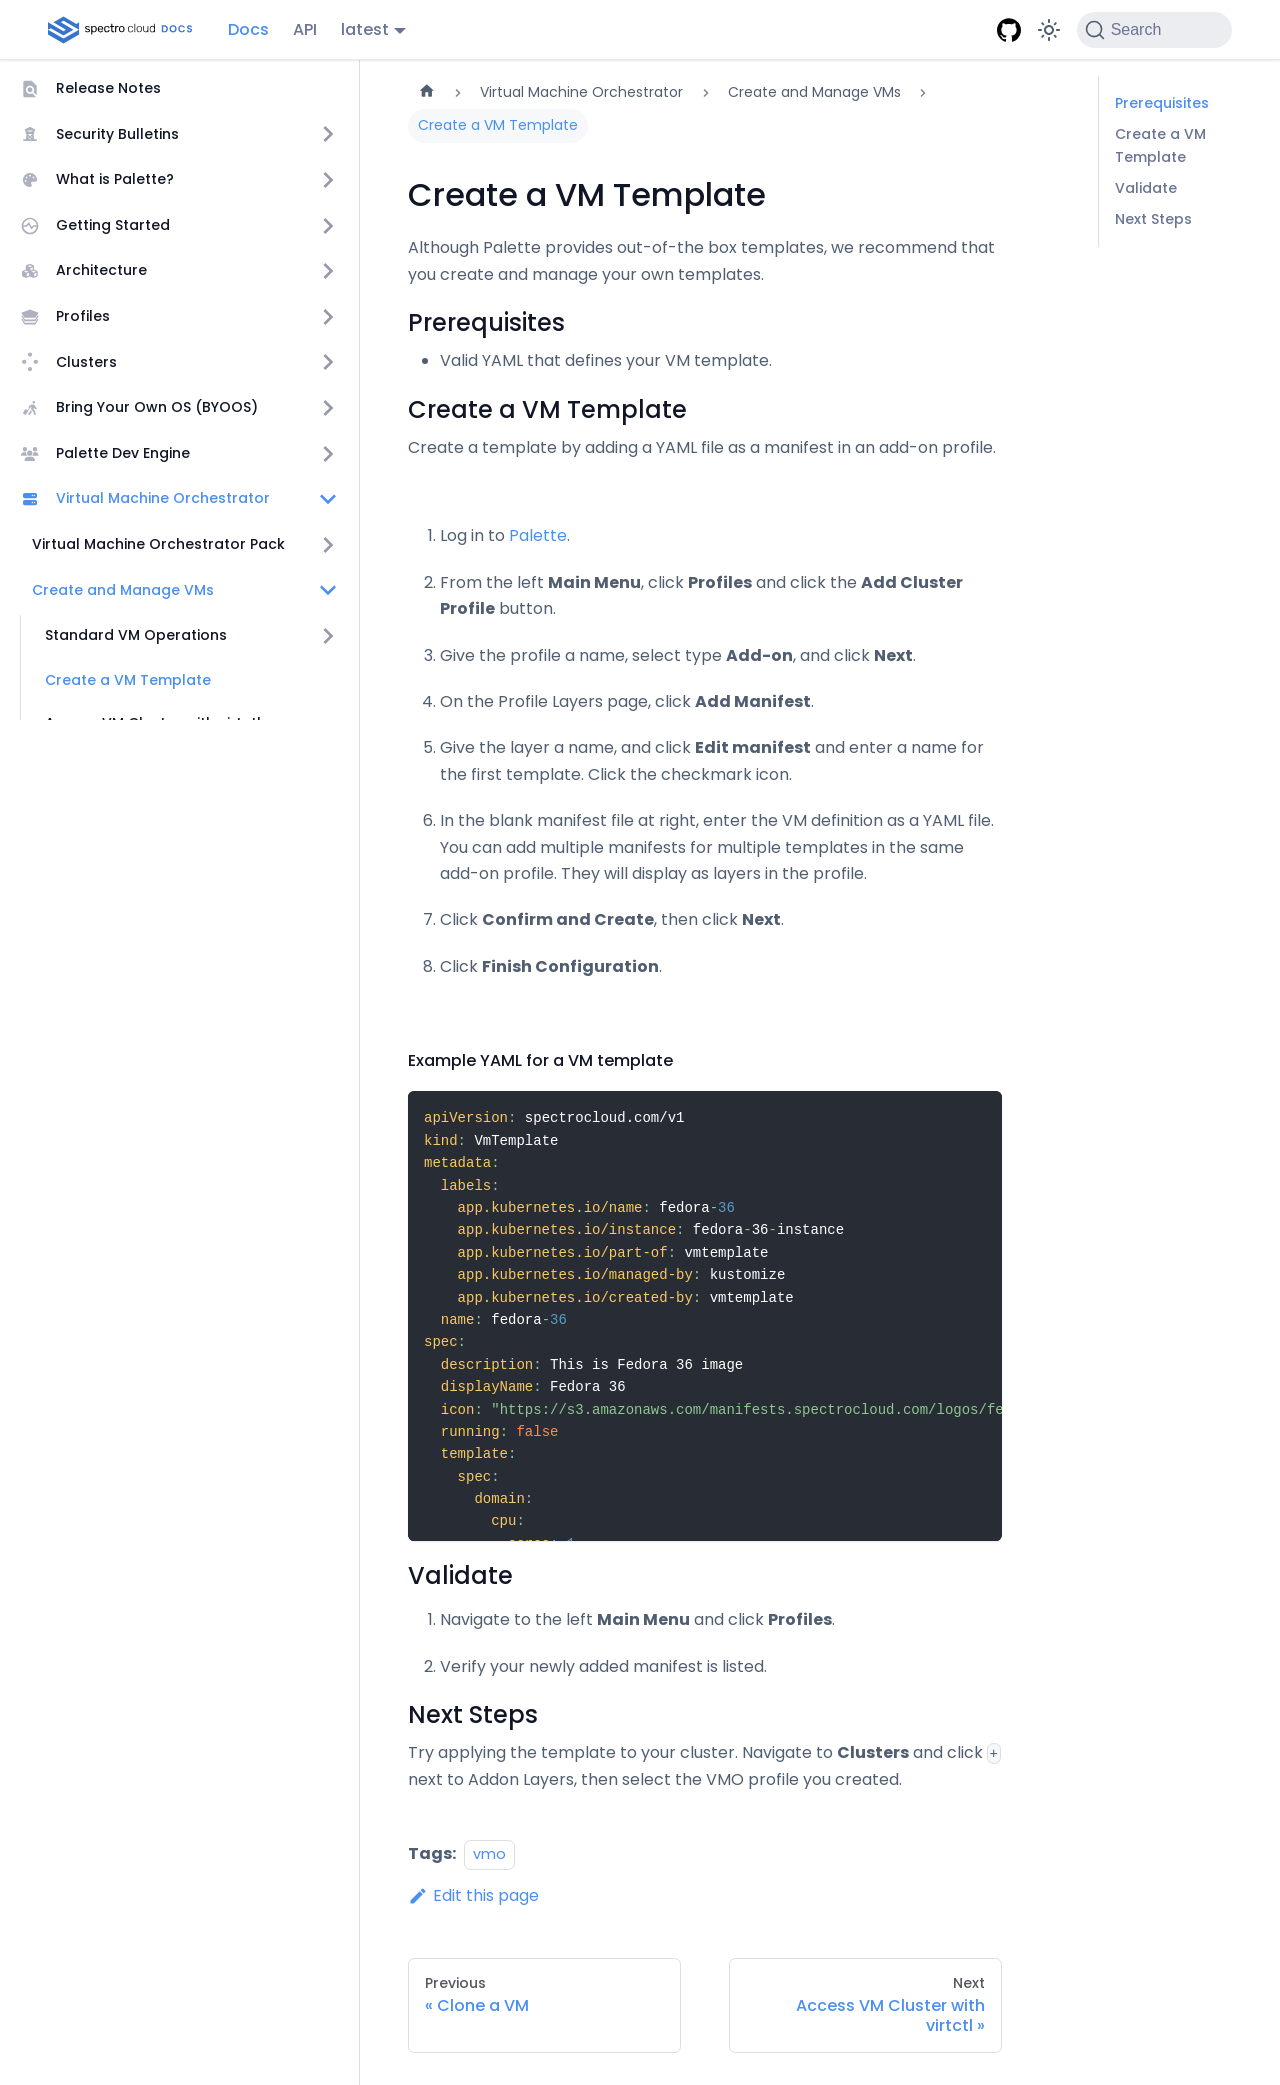 spectro cloud DOCS
Docs
API
latest
Search
Release Notes
Security Bulletins
What is Palette?
Getting Started
Architecture
Profiles
Clusters
Bring Your Own OS (BYOOS)
Palette Dev Engine
Virtual Machine Orchestrator
Virtual Machine Orchestrator Pack
Create and Manage VMs
Standard VM Operations
Create a VM Template
Virtual Machine Orchestrator
Create and Manage VMs
Create a VM Template
Create a VM Template
Although Palette provides out-of-the box templates, we recommend that
you create and manage your own templates.
Prerequisites
• Valid YAML that defines your VM template.
Create a VM Template
Create a template by adding a YAML file as a manifest in an add-on profile.
1. Log in to Palette.
2. From the left Main Menu, click Profiles and click the Add Cluster
Profile button.
3. Give the profile a name, select type Add-on, and click Next.
4. On the Profile Layers page, click Add Manifest.
5. Give the layer a name, and click Edit manifest and enter a name for
the first template. Click the checkmark icon.
6. In the blank manifest file at right, enter the VM definition as a YAML file.
You can add multiple manifests for multiple templates in the same
add-on profile. They will display as layers in the profile.
7. Click Confirm and Create, then click Next.
8. Click Finish Configuration.
Example YAML for a VM template
apiVersion: spectrocloud.com/v1
kind: VmTemplate
metadata:
  labels:
    app.kubernetes.io/name: fedora-36
    app.kubernetes.io/instance: fedora-36-instance
    app.kubernetes.io/part-of: vmtemplate
    app.kubernetes.io/managed-by: kustomize
    app.kubernetes.io/created-by: vmtemplate
  name: fedora-36
spec:
  description: This is Fedora 36 image
  displayName: Fedora 36
  icon: "https://s3.amazonaws.com/manifests.spectrocloud.com/logos/fe
  running: false
  template:
    spec:
      domain:
        cpu:
Validate
1. Navigate to the left Main Menu and click Profiles.
2. Verify your newly added manifest is listed.
Next Steps
Try applying the template to your cluster. Navigate to Clusters and click +
next to Addon Layers, then select the VMO profile you created.
Tags: vmo
Edit this page
Previous
« Clone a VM
Next
Access VM Cluster with
virtctl »
Prerequisites
Create a VM
Template
Validate
Next Steps